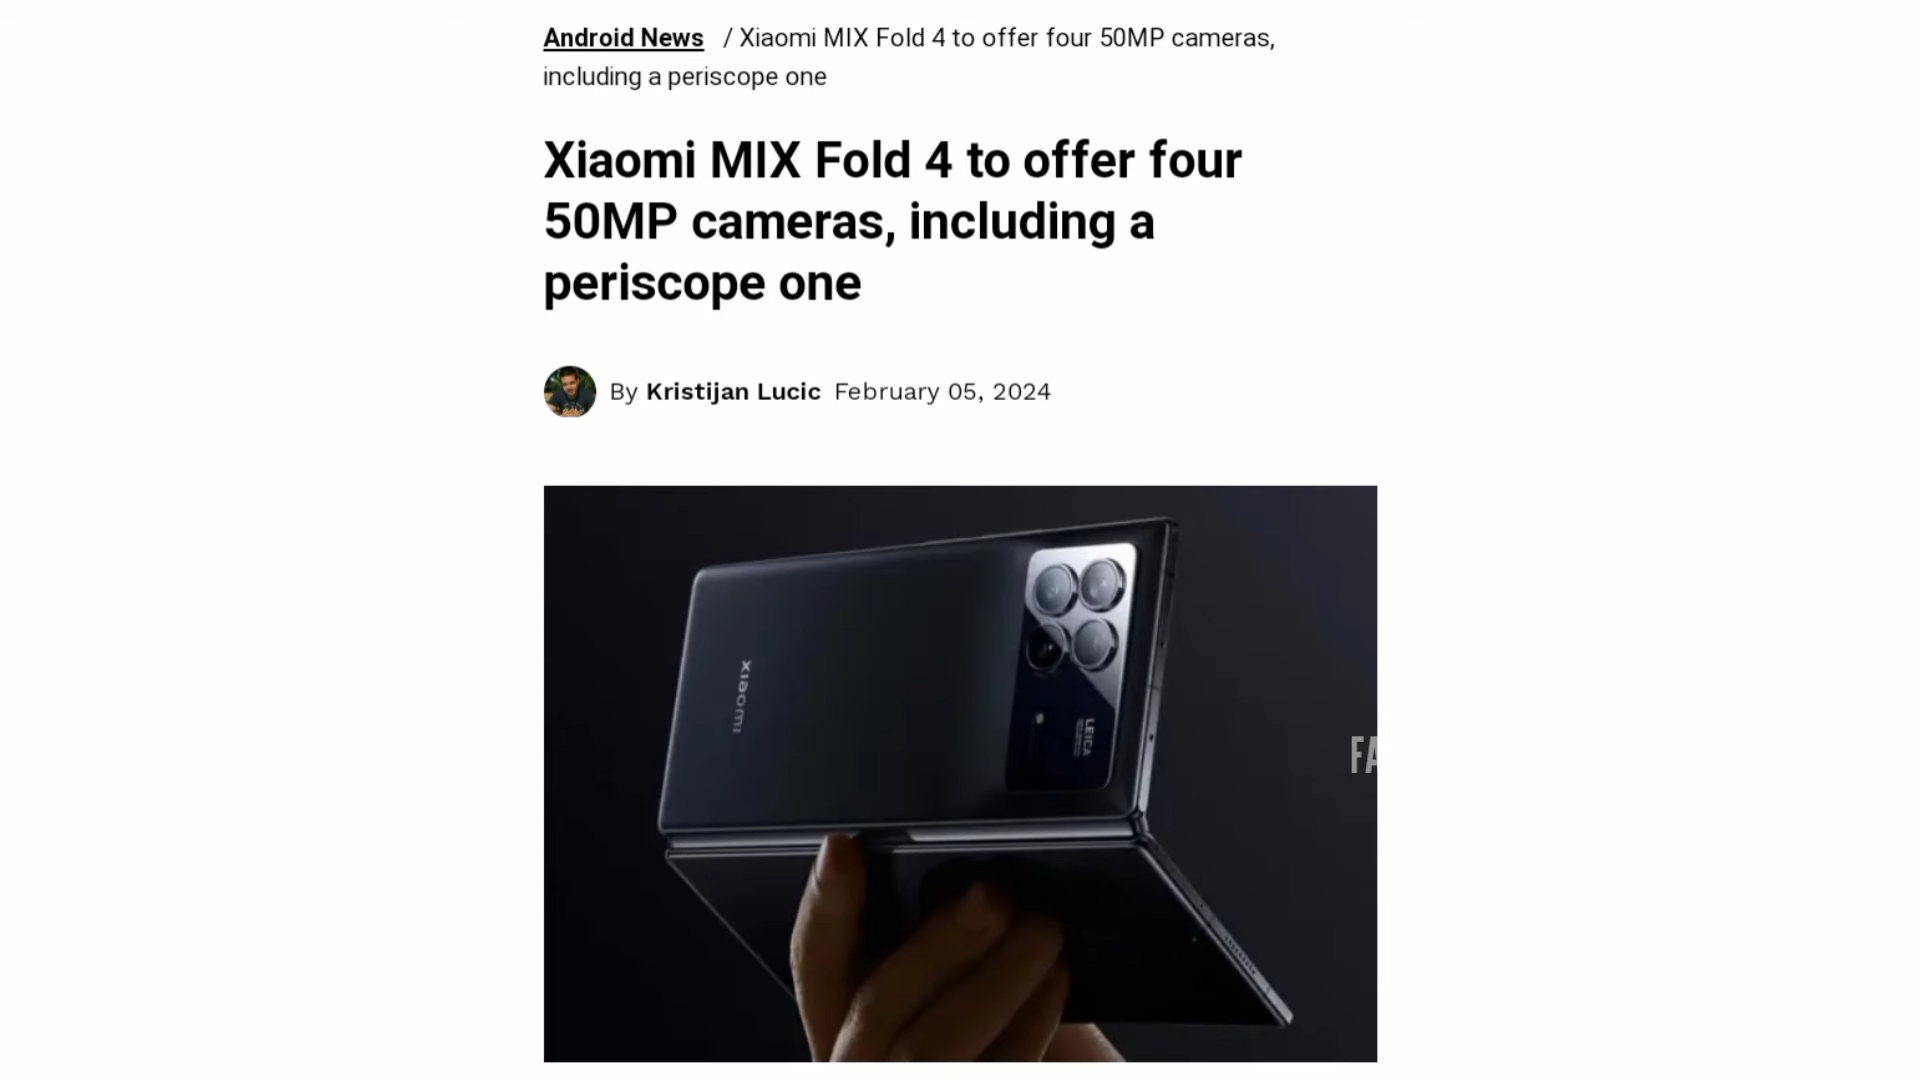 Android News / Xiaomi MIX Fold 4 to offer four 50MP cameras,
including a periscope one
Xiaomi MIX Fold 4 to offer four
50MP cameras, including a
periscope one
By Kristijan Lucic February 05, 2024
xiaomi
LEICA
FA